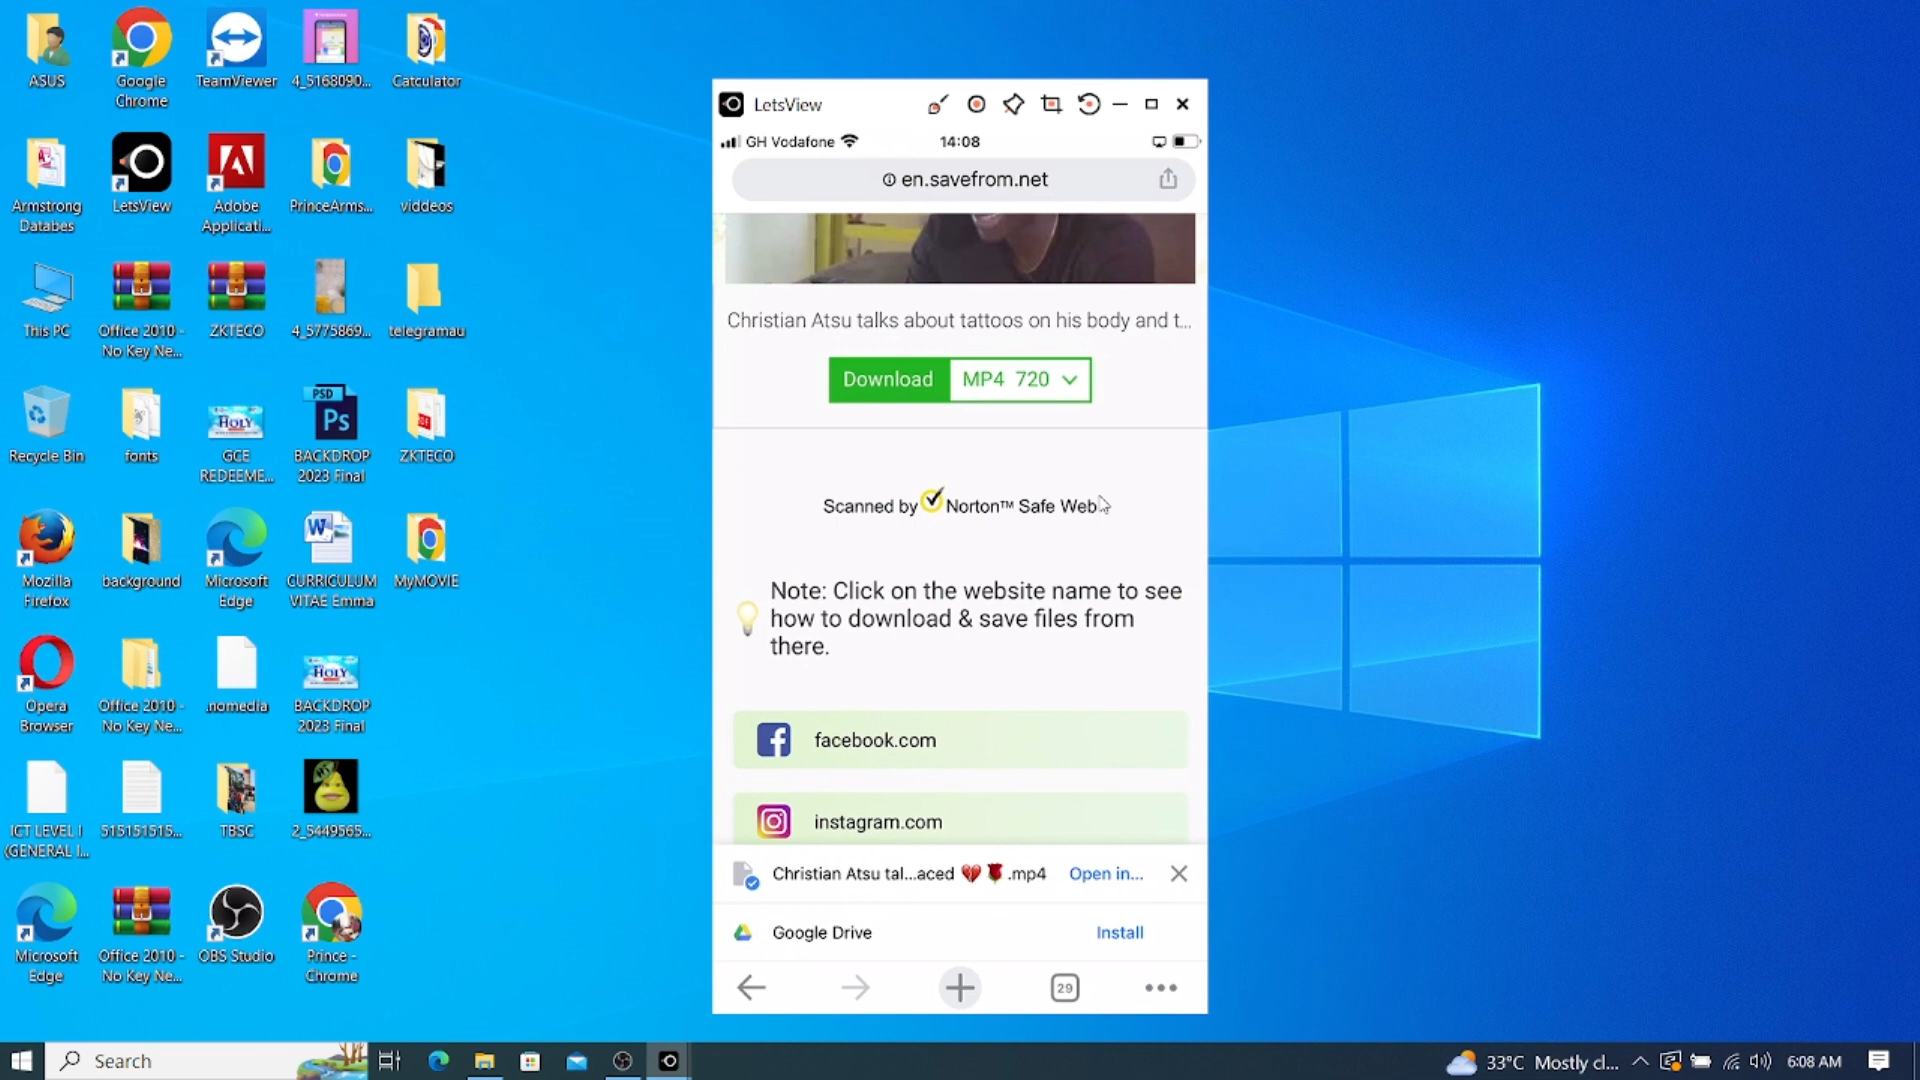 ASUS
Google
Chrome
TeamViewer
4_5168090...
Catculator
Armstrong
Databes
LetsView
Adobe
Applicati...
PrinceArms...
viddeos
This PC
Office 2010 -
No Key Ne...
ZKTECO
4_5775869...
telegramau
Recycle Bin
fonts
HOLY
GCE
REDEEME...
PSD
Ps
BACKDROP
2023 Final
ZKTECO
Mozilla
Firefox
background
Microsoft
Edge
CURRICULUM
VITAE Emma
MyMOVIE
Opera
Browser
Office 2010 -
No Key Ne...
.nomedia
HOLY
BACKDROP
2023 Final
ICT LEVEL I
(GENERAL I...
515151515...
TBSC
2_5449565...
Microsoft
Edge
Office 2010 -
No Key Ne...
OBS Studio
Prince -
Chrome
LetsView
GH Vodafone
14:08
en.savefrom.net
Christian Atsu talks about tattoos on his body and t...
Download MP4 720
Scanned by Norton™ Safe Web
Note: Click on the website name to see
how to download & save files from
there.
facebook.com
instagram.com
Christian Atsu tal...aced 💔🌹.mp4 Open in...
Google Drive Install
29
Search
33°C Mostly cl...
6:08 AM